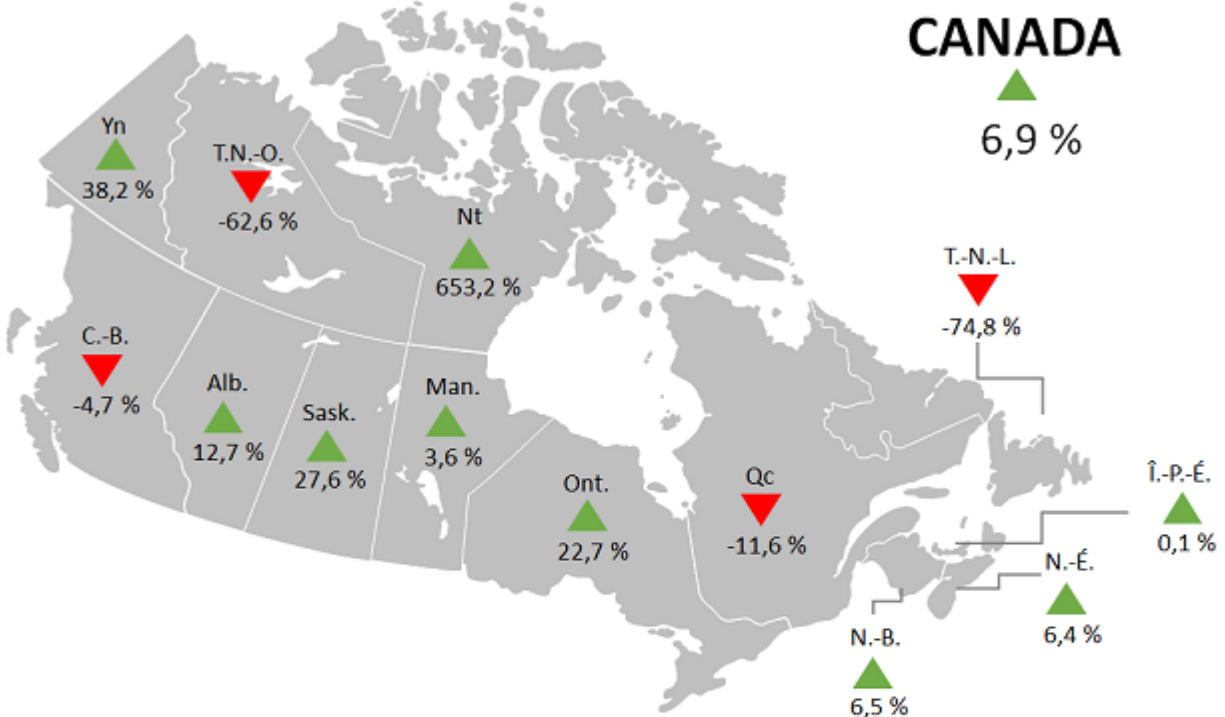 CANADA
6,9 %
Yn
38,2 %
T.N.-O.
-62,6 %
Nt
653,2 %
T.-N.-L.
-74,8 %
C.-B.
-4,7 %
Alb.
12,7 %
Sask.
27,6 %
Man.
3,6 %
Ont.
22,7 %
Qc
-11,6 %
Î.-P.-É.
0,1 %
N.-É.
6,4 %
N.-B.
6,5 %